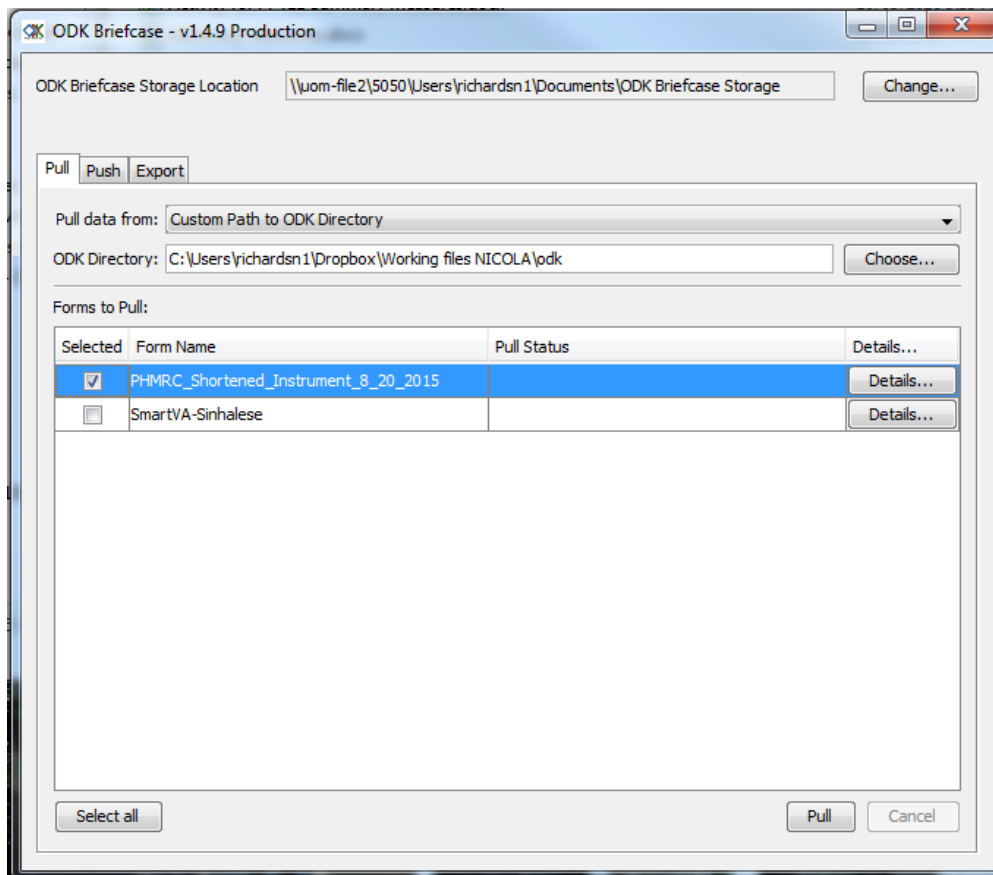 ODK Briefcase - v1.4.9 Production
ODK Briefcase Storage Location \\uom-file2\5050\Users\richardsn1\Documents\ODK Briefcase Storage Change...
Pull Push Export
Pull data from: Custom Path to ODK Directory
ODK Directory: C:\Users\richardsn1\Dropbox\Working files NICOLA\odk Choose...
Forms to Pull:
Selected Form Name Pull Status Details...
PHMRC_Shortened_Instrument_8_20_2015 Details...
SmartVA-Sinhalese Details...
Select all Pull Cancel